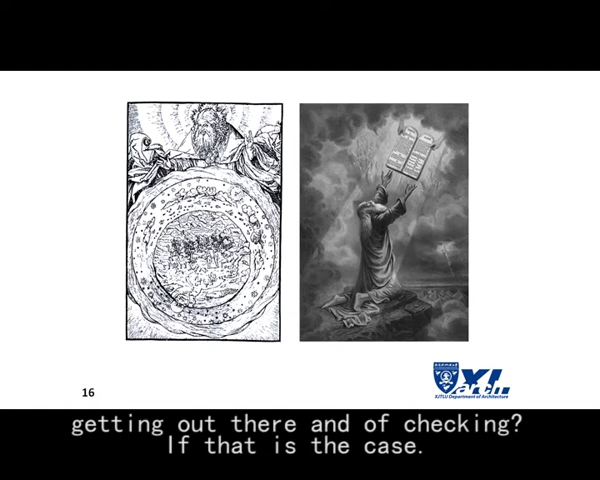 16
XJTLU Department of Architecture
getting out there and of checking?
If that is the case.